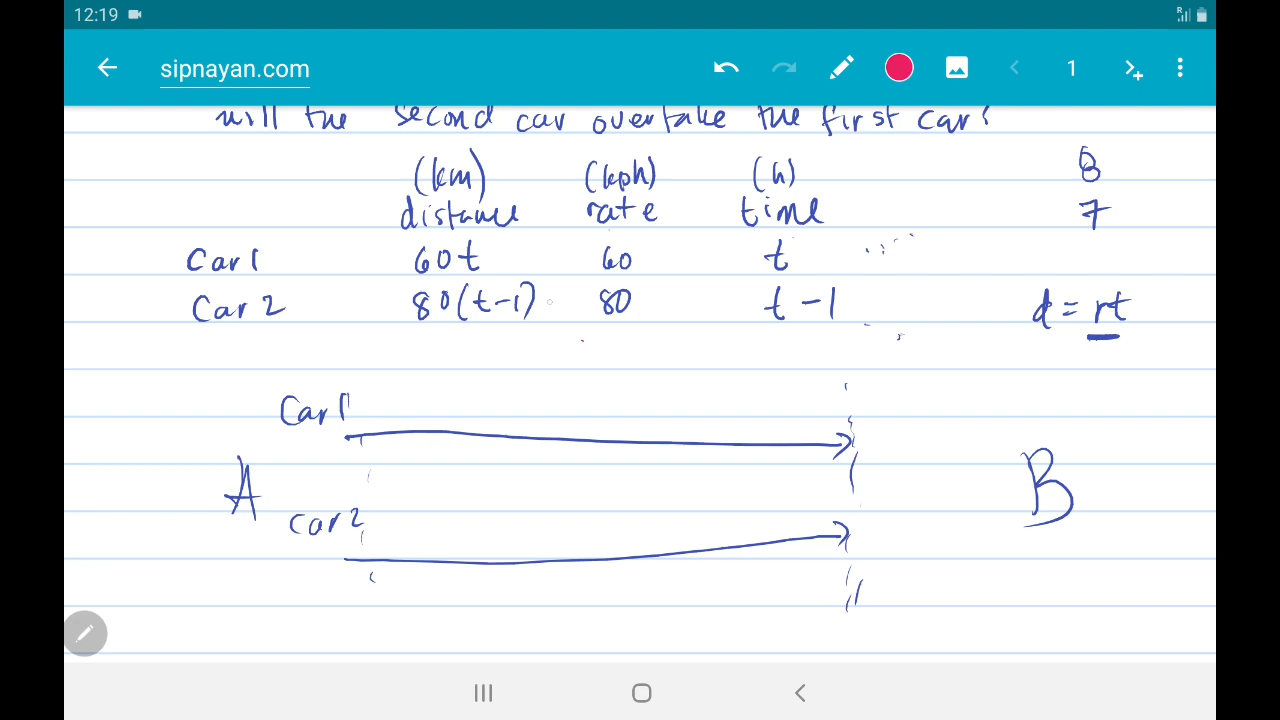 12:19
sipnayan.com
1
will the second car overtake the first car?
(km) (kph) (h) 8
distance rate time 7
Car 1 60t 60 t
Car 2 80(t-1) 80 t - 1 d = rt
Car 1
A B
Car 2